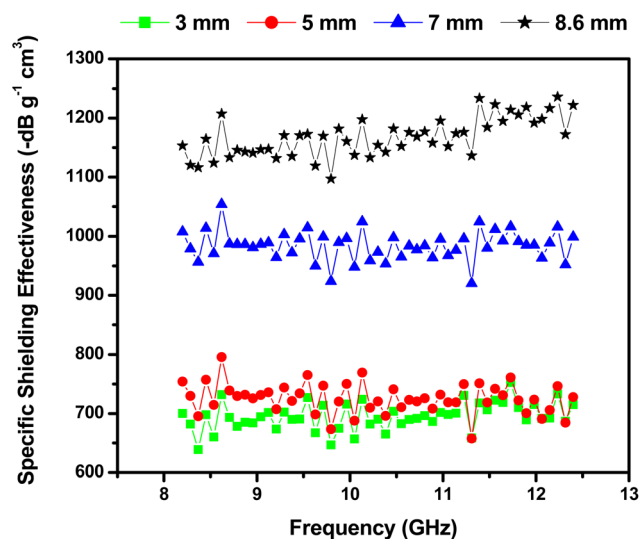 3 mm 5 mm 7 mm 8.6 mm
Specific Shielding Effectiveness (-dB g⁻¹ cm³)
1300
1200
1100
1000
900
800
700
600
8 9 10 11 12 13
Frequency (GHz)